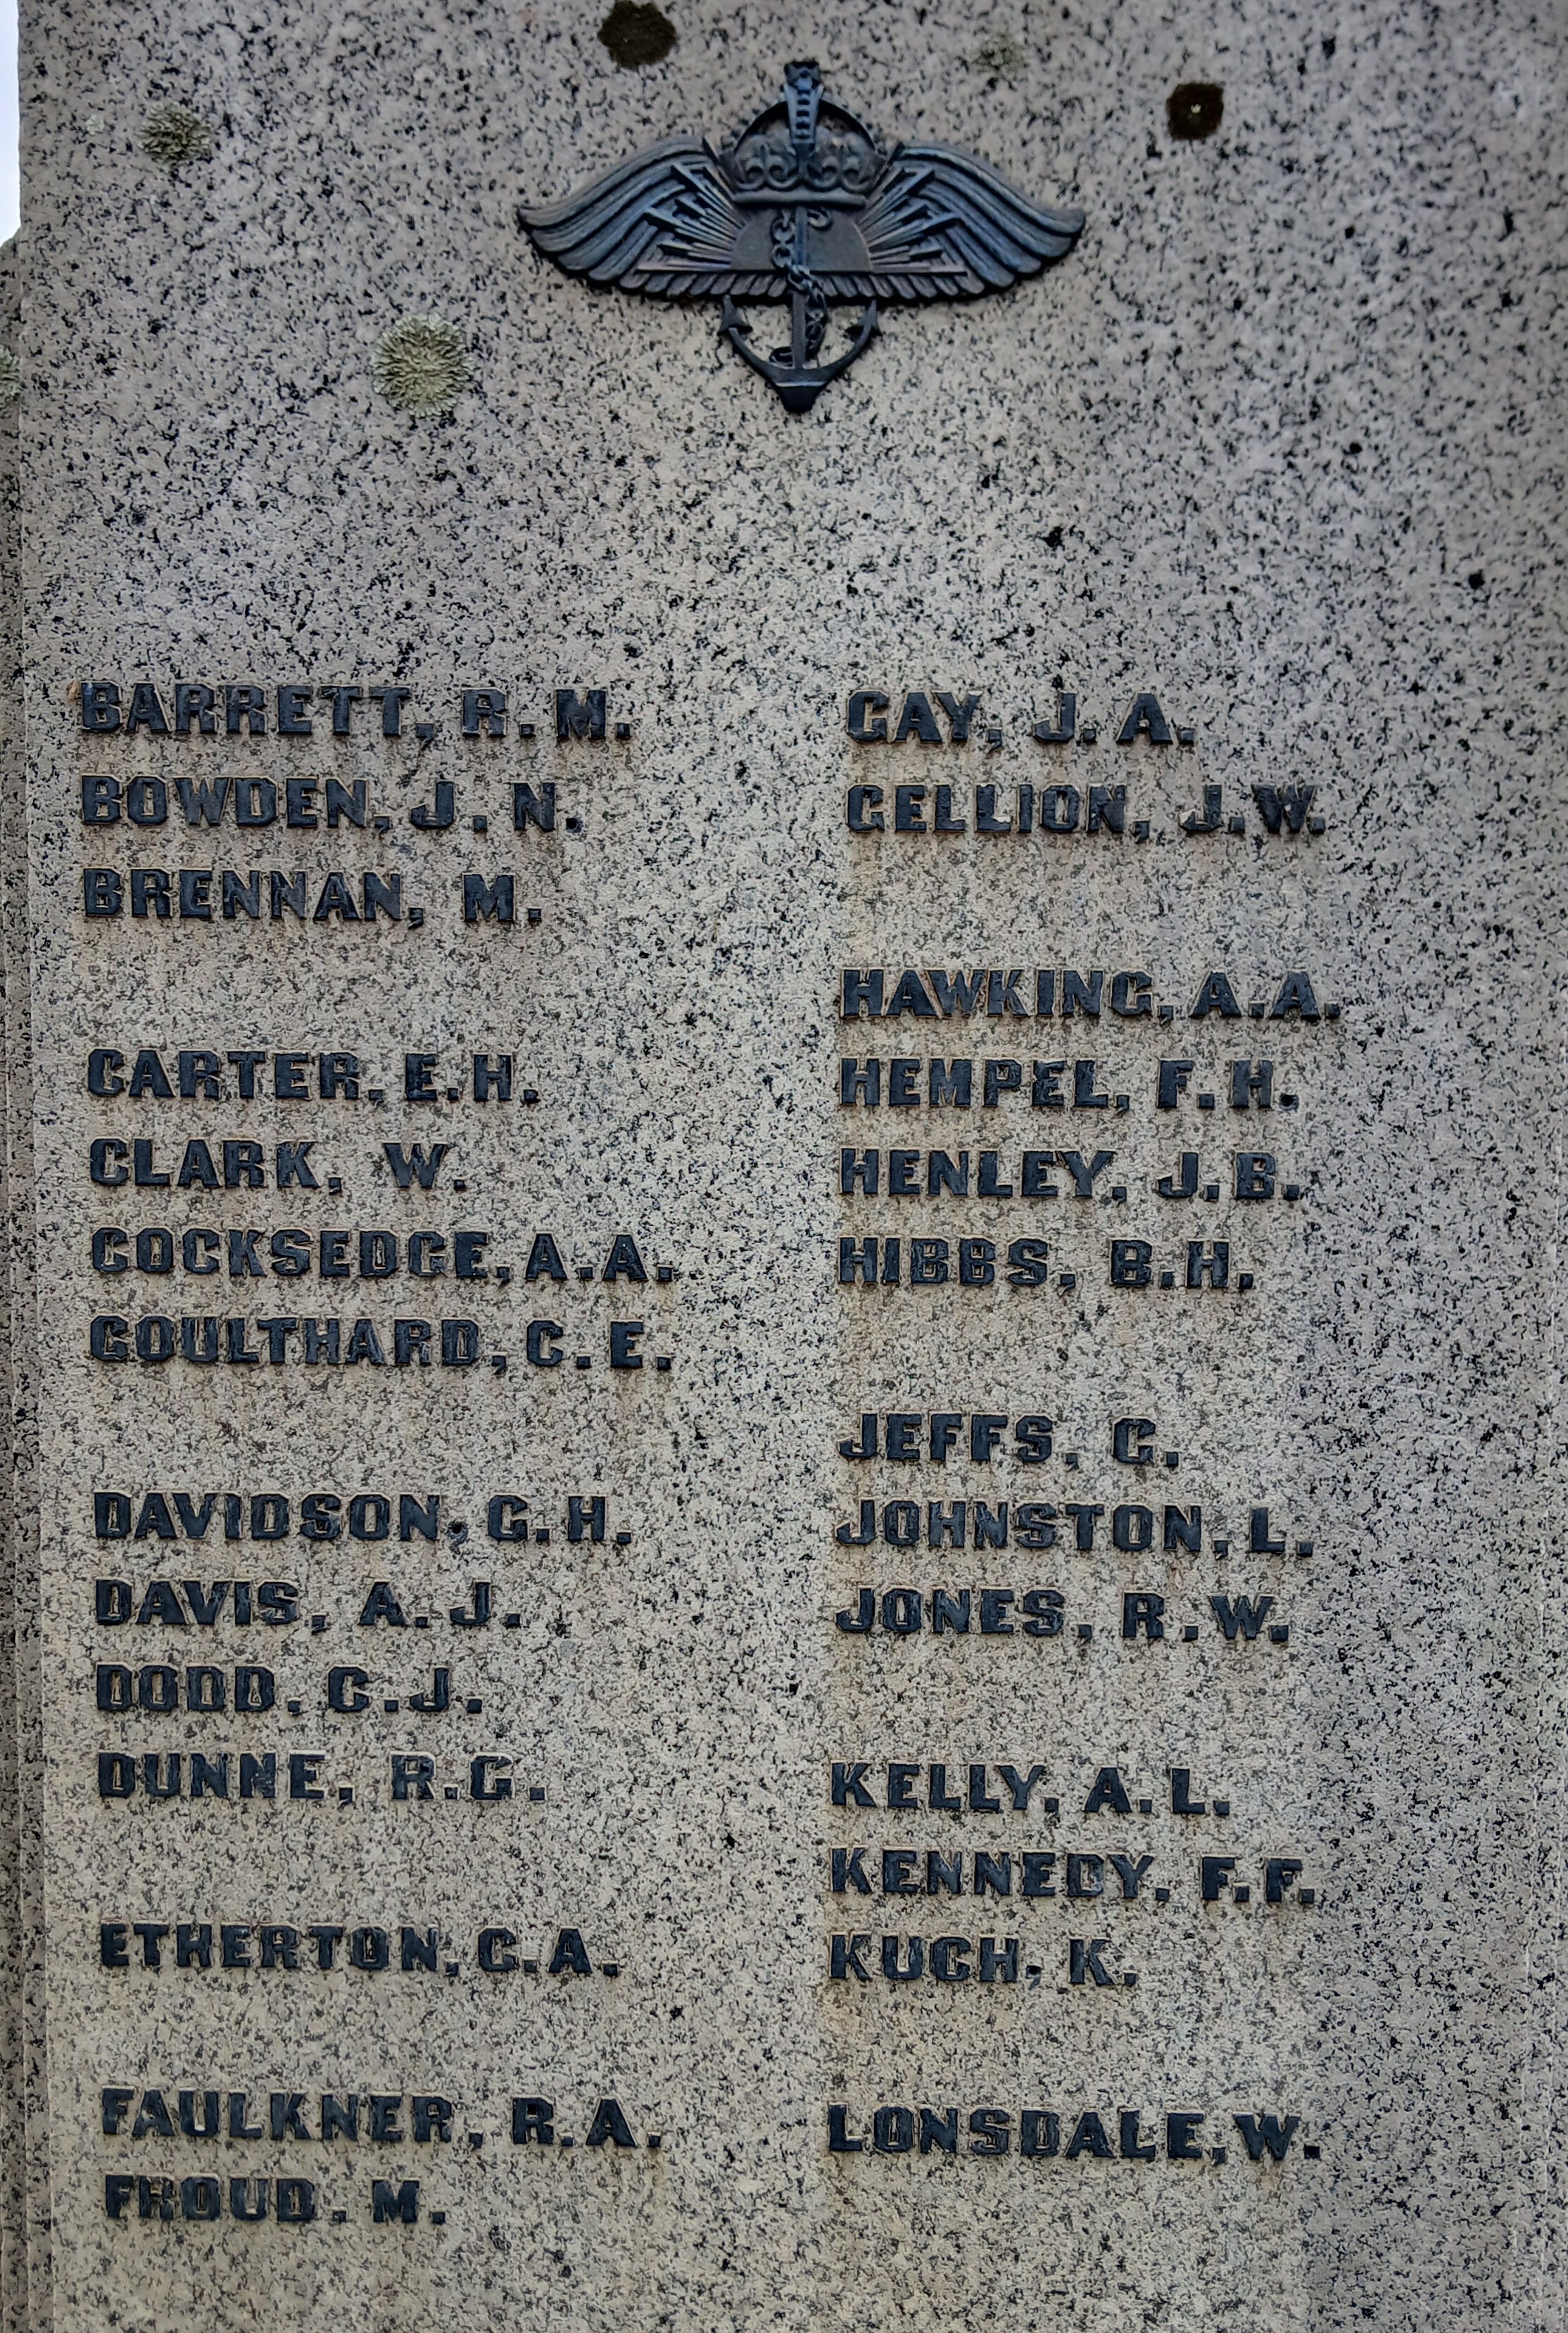 BARRETT, R.M.
BOWDEN, J.N.
BRENNAN, M.
CARTER, E.H.
CLARK, W.
COCKSEDGE, A.A.
GOULTHARD, C.E.
DAVIDSON, G.H.
DAVIS, A.J.
DODD, C.J.
DUNNE, R.G.
ETHERTON, G.A.
FAULKNER, R.A.
FROUD, M.
GAY, J.A.
GELLION, J.W.
HAWKING, A.A.
HEMPEL, F.H.
HENLEY, J.B.
HIBBS, B.H.
JEFFS, C.
JOHNSTON, L.
JONES, R.W.
KELLY, A.L.
KENNEDY, F.F.
KUCH, K.
LONSDALE, W.